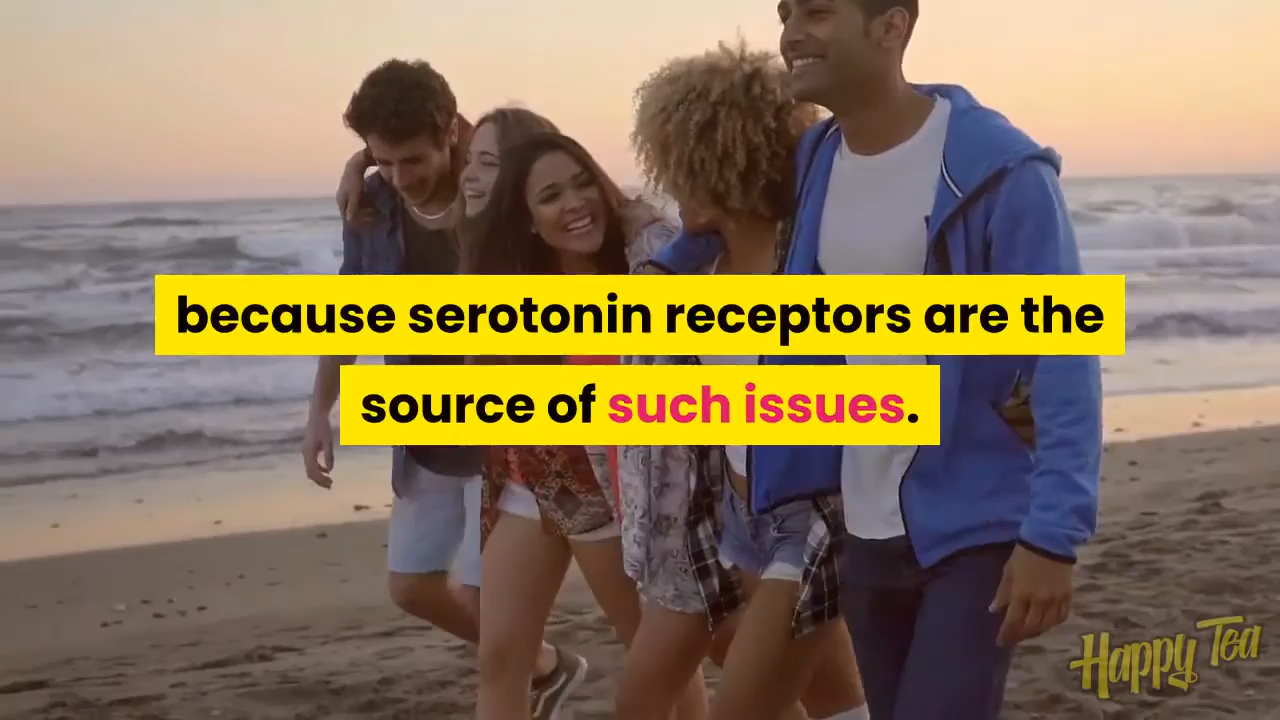 because serotonin receptors are the
source of such issues.
Happy Tea